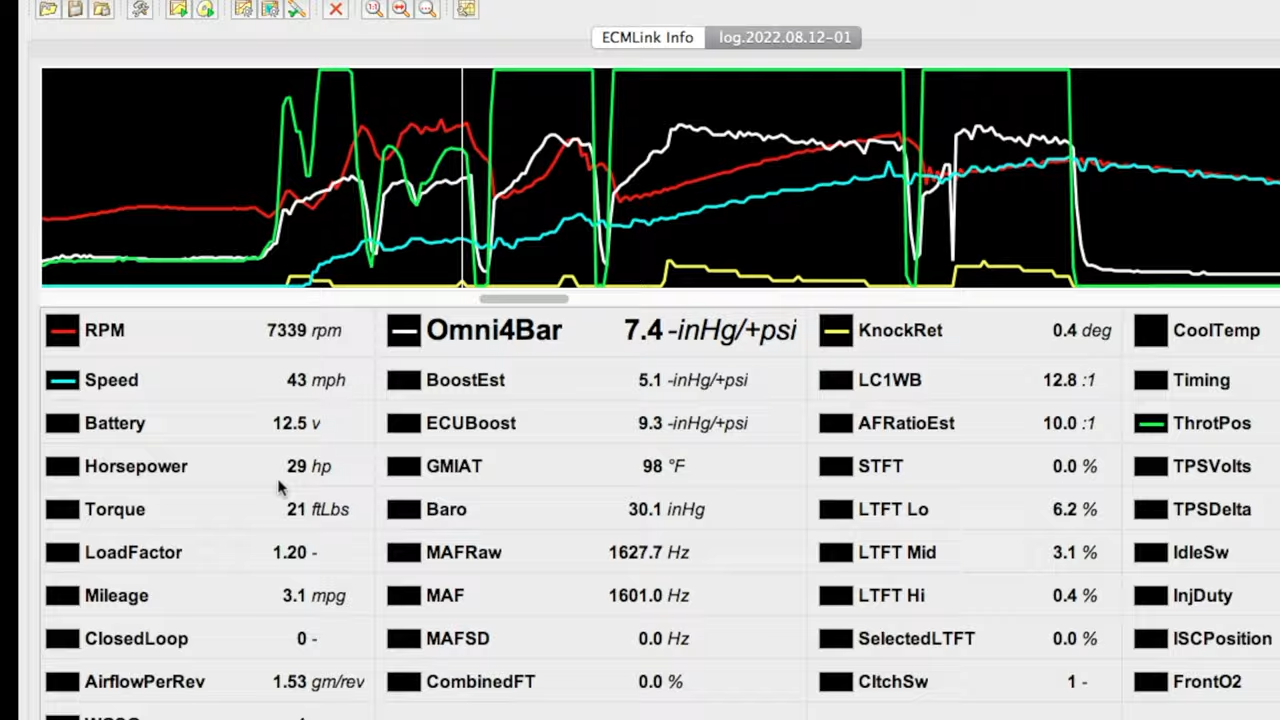 ECMLink Info log.2022.08.12-01
RPM 7339 rpm Omni4Bar 7.4 -inHg/+psi KnockRet 0.4 deg CoolTemp
Speed 43 mph BoostEst 5.1 -inHg/+psi LC1WB 12.8 :1 Timing
Battery 12.5 v ECUBoost 9.3 -inHg/+psi AFRatioEst 10.0 :1 ThrotPos
Horsepower 29 hp GMIAT 98 °F STFT 0.0 % TPSVolts
Torque 21 ftLbs Baro 30.1 inHg LTFT Lo 6.2 % TPSDelta
LoadFactor 1.20 - MAFRaw 1627.7 Hz LTFT Mid 3.1 % IdleSw
Mileage 3.1 mpg MAF 1601.0 Hz LTFT Hi 0.4 % InjDuty
ClosedLoop 0 - MAFSD 0.0 Hz SelectedLTFT 0.0 % ISCPosition
AirflowPerRev 1.53 gm/rev CombinedFT 0.0 % CltchSw 1 - FrontO2